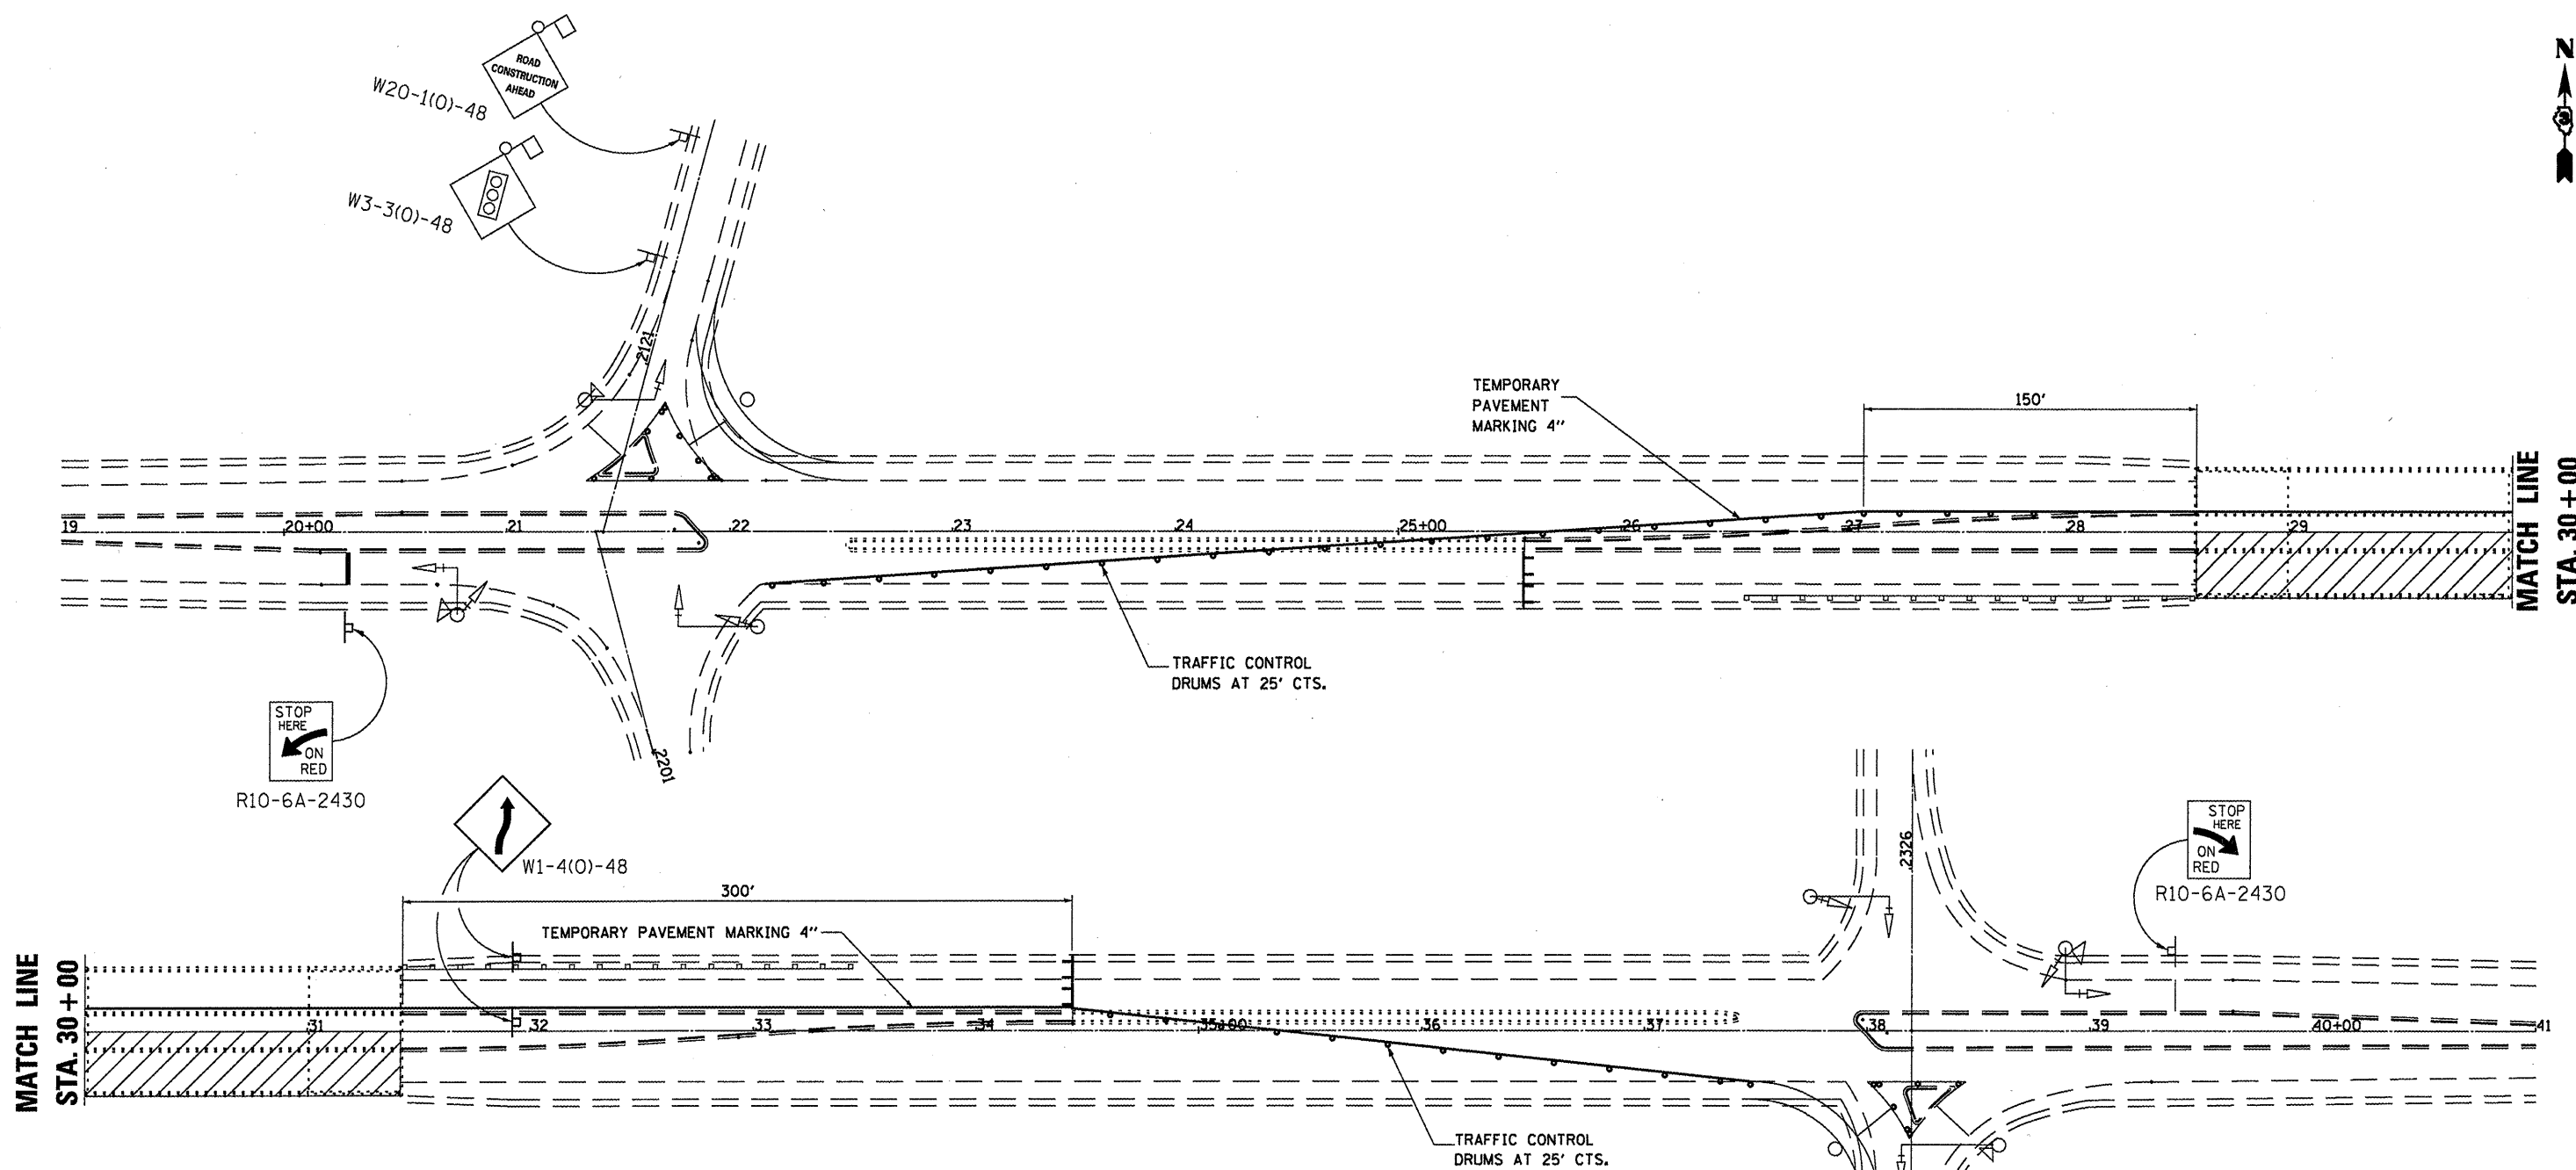 ROAD
CONSTRUCTION
AHEAD
W20-1(O)-48
W3-3(O)-48
N
2121
TEMPORARY
PAVEMENT
MARKING 4"
150'
19
20+00
21
22
23
24
25+00
26
27
28
29
MATCH LINE
STA. 30+00
TRAFFIC CONTROL
DRUMS AT 25' CTS.
STOP
HERE
ON
RED
R10-6A-2430
2201
W1-4(O)-48
300'
TEMPORARY PAVEMENT MARKING 4"
2326
STOP
HERE
ON
RED
R10-6A-2430
MATCH LINE
STA. 30+00
31
32
33
34
35+00
36
37
38
39
40+00
41
TRAFFIC CONTROL
DRUMS AT 25' CTS.